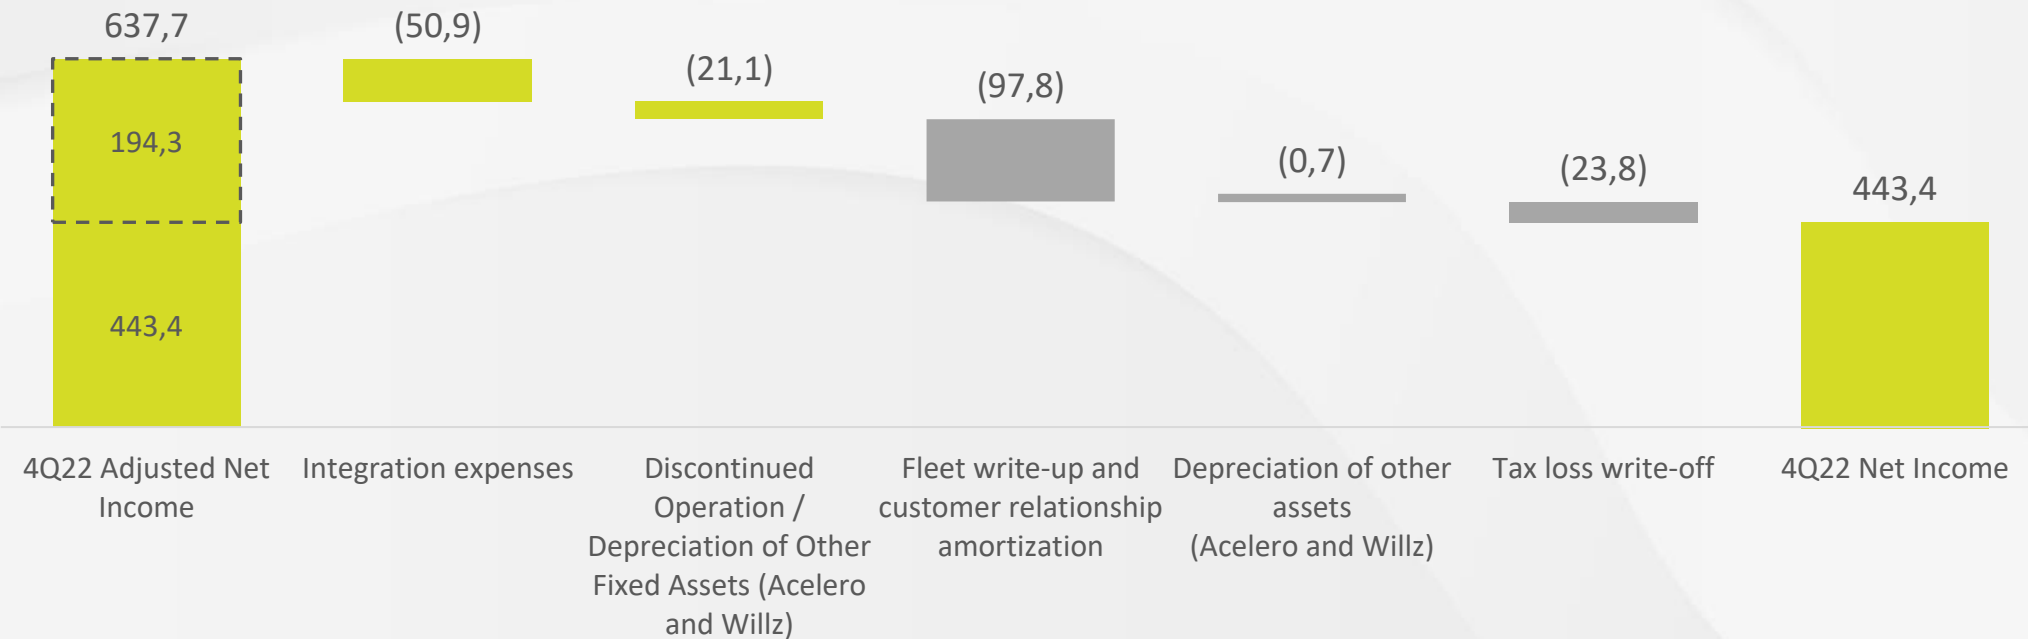 637,7
194,3
443,4
(50,9)
(21,1)
(97,8)
(0,7)
(23,8)
443,4
4Q22 Adjusted Net
Income
Integration expenses
Discontinued
Operation /
Depreciation of Other
Fixed Assets (Acelero
and Willz)
Fleet write-up and
customer relationship
amortization
Depreciation of other
assets
(Acelero and Willz)
Tax loss write-off
4Q22 Net Income